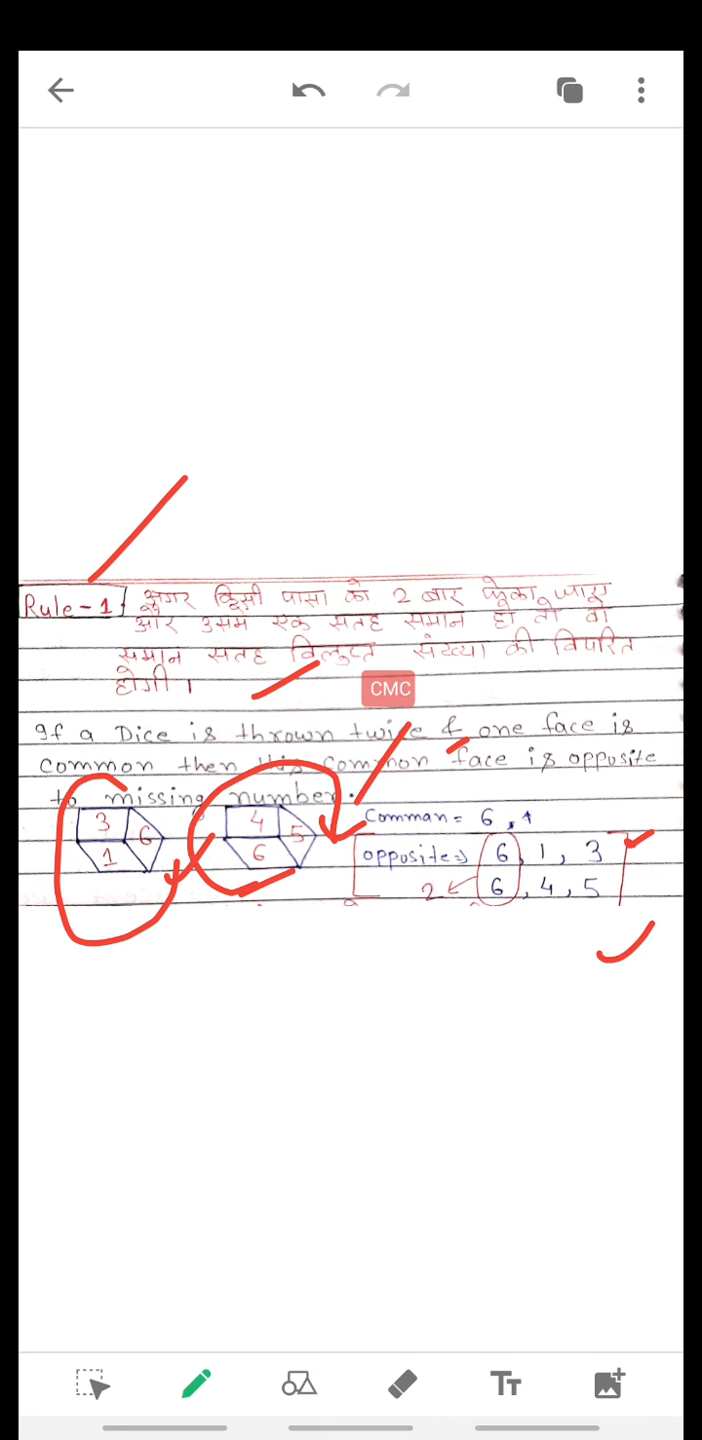 Rule-1 अगर किसी पासा को 2 बार फेंका जाए
और उसमें एक सतह समान हो तो वो
समान सतह विलुप्त संख्या की विपरित
होगी ।
CMC
If a Dice is thrown twice & one face is
common then this common face is opposite
to missing number.
3 6 1
4 5 6
Comman = 6,
opposite⇒ 6, 1, 3
2 ← 6, 4, 5
Tт